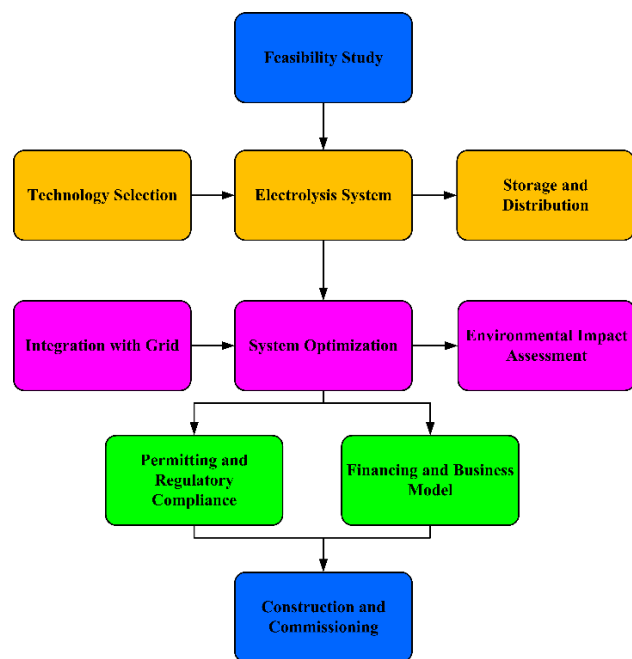 Feasibility Study
Technology Selection
Electrolysis System
Storage and
Distribution
Integration with Grid
System Optimization
Environmental Impact
Assessment
Permitting and
Regulatory
Compliance
Financing and Business
Model
Construction and
Commissioning